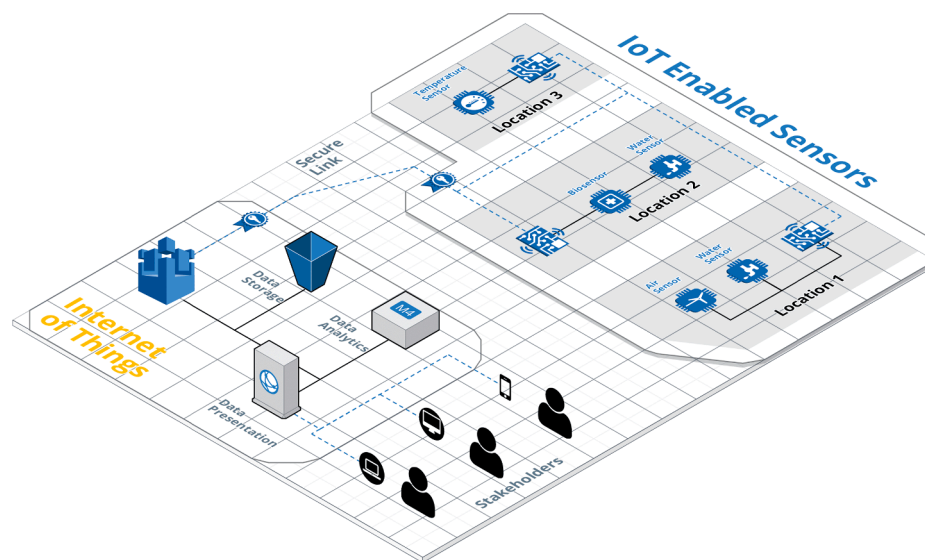 IoT Enabled Sensors
Temperature
Sensor
Location 3
Secure
Link
Water
Sensor
Biosensor
Location 2
Water
Sensor
Air
Sensor
Location 1
Data
Storage
Internet
of Things
M4
Data
Analytics
Data
Presentation
Stakeholders